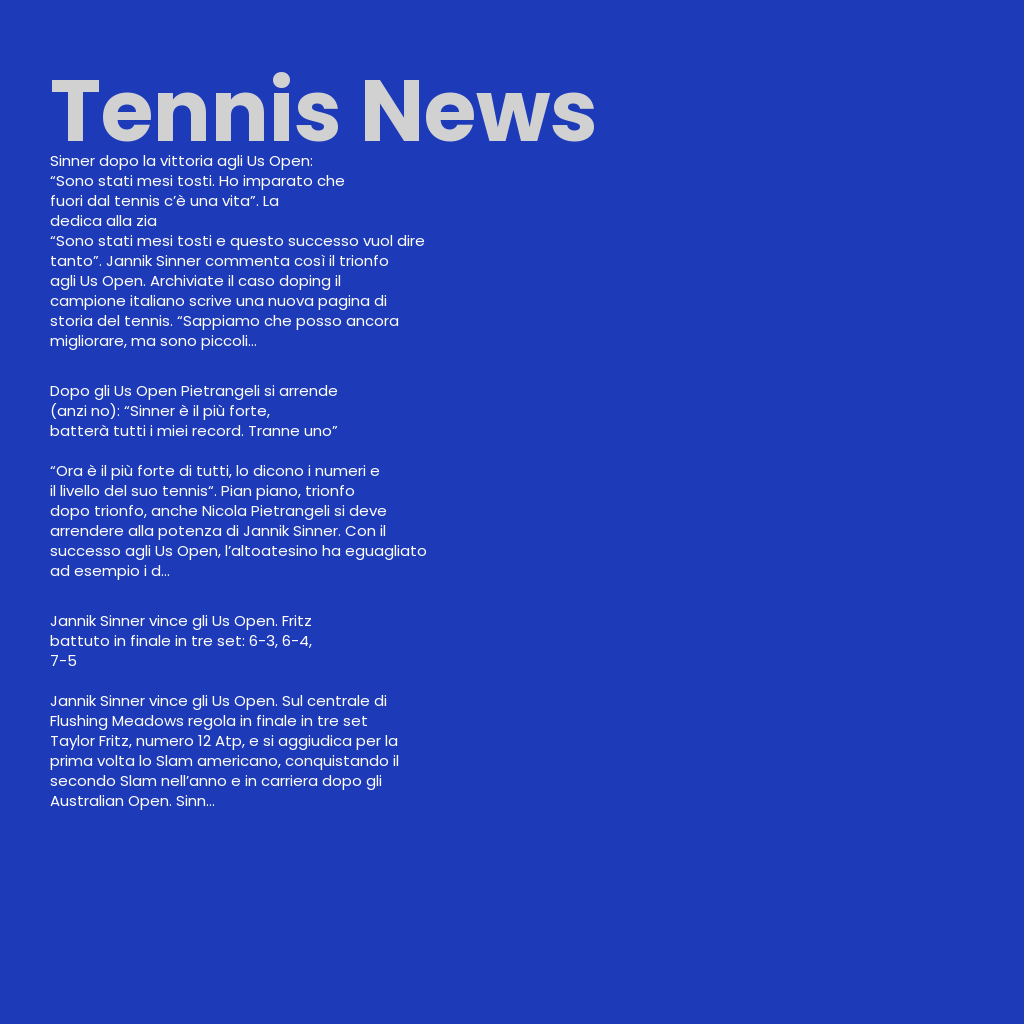 Tennis News
Sinner dopo la vittoria agli Us Open:
“Sono stati mesi tosti. Ho imparato che
fuori dal tennis c’è una vita”. La
dedica alla zia
“Sono stati mesi tosti e questo successo vuol dire
tanto”. Jannik Sinner commenta così il trionfo
agli Us Open. Archiviate il caso doping il
campione italiano scrive una nuova pagina di
storia del tennis. “Sappiamo che posso ancora
migliorare, ma sono piccoli...
Dopo gli Us Open Pietrangeli si arrende
(anzi no): “Sinner è il più forte,
batterà tutti i miei record. Tranne uno”
“Ora è il più forte di tutti, lo dicono i numeri e
il livello del suo tennis“. Pian piano, trionfo
dopo trionfo, anche Nicola Pietrangeli si deve
arrendere alla potenza di Jannik Sinner. Con il
successo agli Us Open, l’altoatesino ha eguagliato
ad esempio i d...
Jannik Sinner vince gli Us Open. Fritz
battuto in finale in tre set: 6-3, 6-4,
7-5
Jannik Sinner vince gli Us Open. Sul centrale di
Flushing Meadows regola in finale in tre set
Taylor Fritz, numero 12 Atp, e si aggiudica per la
prima volta lo Slam americano, conquistando il
secondo Slam nell’anno e in carriera dopo gli
Australian Open. Sinn...